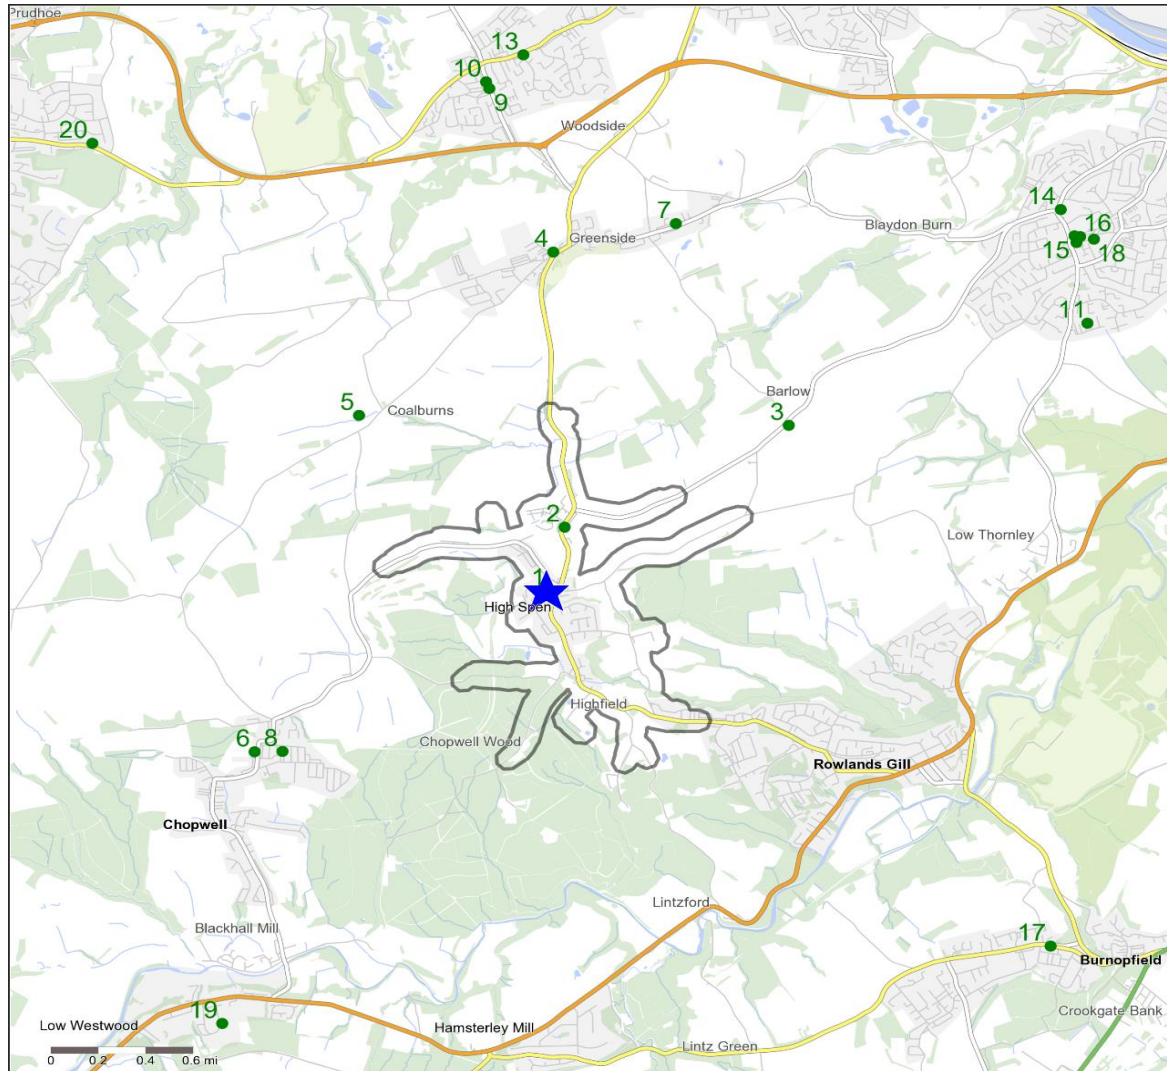 Prudhoe
13
10
9
Woodside
20
14
7
Blaydon Burn
16
4
Greenside
15
18
11
Barlow
5
Coalburns
3
2
Low Thornley
1
High Spen
Highfield
Chopwell Wood
6
8
Rowlands Gill
Chopwell
Lintzford
Blackhall Mill
17
Burnopfield
19
Crookgate Bank
Low Westwood
Hamsterley Mill
Lintz Green
0 0.2 0.4 0.6 mi